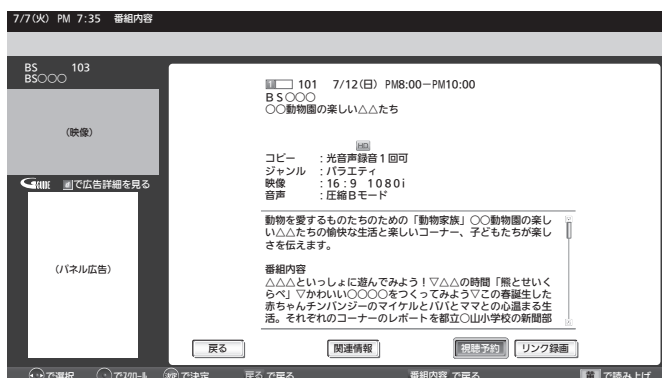 7/7(火) PM 7:35 番組内容
BS 103
BS○○○
(映像)
GUIDE dで広告詳細を見る
(パネル広告)
1 101 7/12(日) PM8:00−PM10:00
BS○○○
○○動物園の楽しい△△たち
HD
コピー :光音声録音1回可
ジャンル :バラエティ
映像 :16:9 1080i
音声 :圧縮Bモード
動物を愛するものたちのための「動物家族」○○動物園の楽し
い△△たちの愉快な生活と楽しいコーナー、子どもたちが楽し
さを伝えます。
番組内容
△△△といっしょに遊んでみよう!▽△△の時間「熊とせいく
らべ」▽かわいい○○○○をつくってみよう▽この春誕生した
赤ちゃんチンパンジーのマイケルとパパとママとの心温まる生
活。それぞれのコーナーのレポートを都立○山小学校の新聞部
戻る
関連情報
視聴予約
リンク録画
で選択 でスクロール 決定で決定 戻る で戻る 番組内容 で戻る 黄 で読み上げ